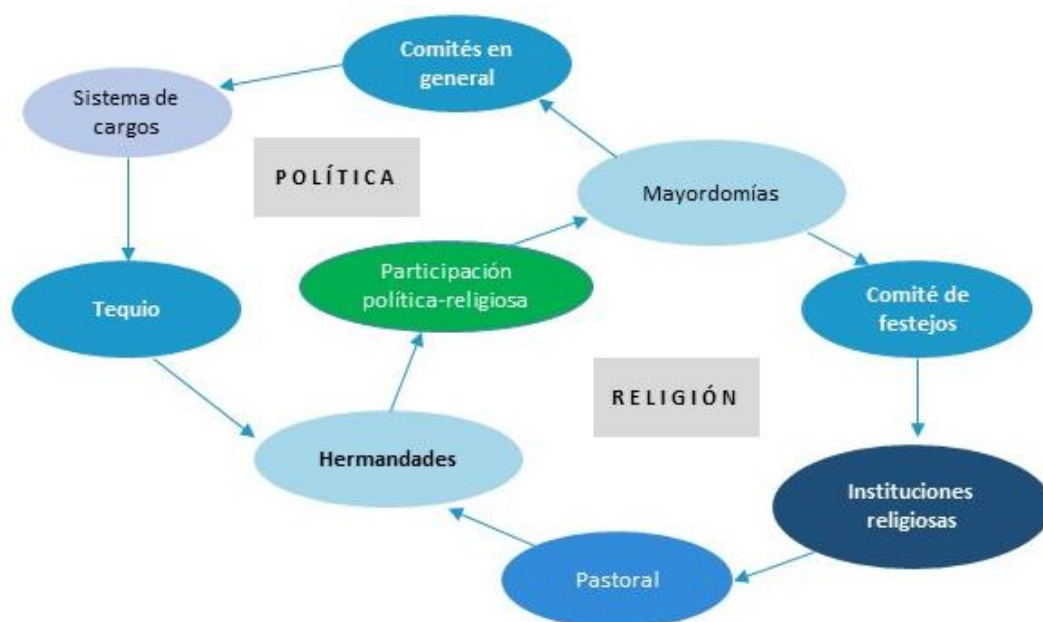 Comités en
general
Sistema de
cargos
POLÍTICA
Mayordomías
Participación
política-religiosa
Tequio
Comité de
festejos
RELIGIÓN
Hermandades
Instituciones
religiosas
Pastoral